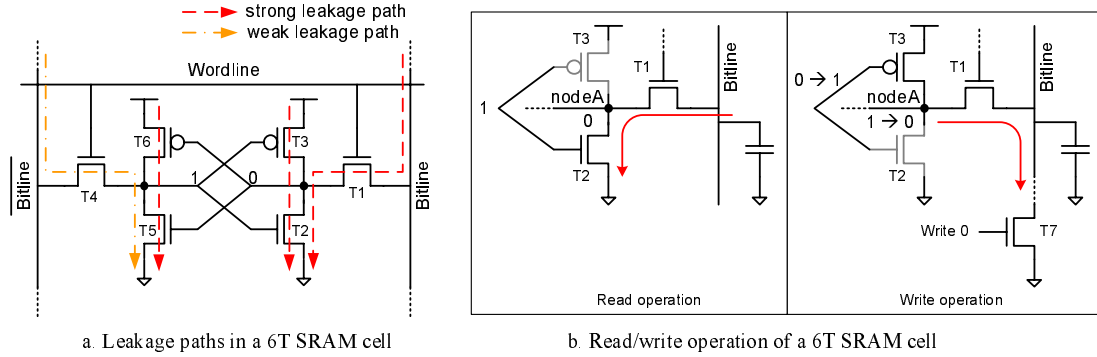 strong leakage path
weak leakage path
Wordline
Bitline
T4
T6
T5
1
0
T3
T2
T1
Bitline
a. Leakage paths in a 6T SRAM cell
T3
T1
Bitline
1
nodeA
0
T2
Read operation
T3
T1
Bitline
0 → 1
nodeA
1 → 0
T2
Write 0
T7
Write operation
b. Read/write operation of a 6T SRAM cell